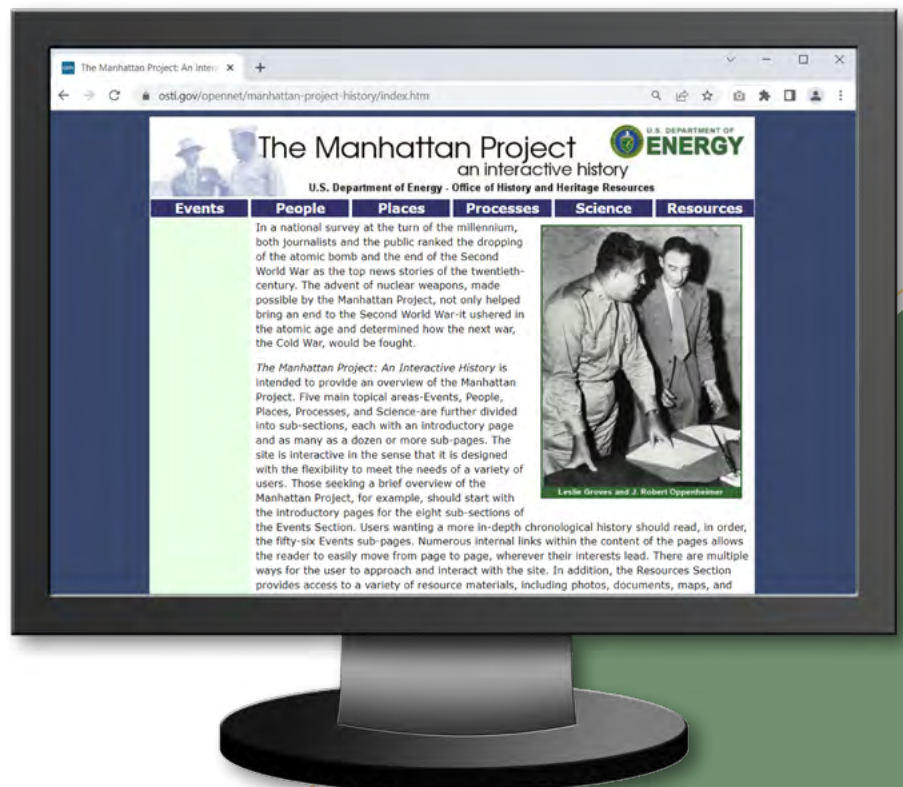 The Manhattan Project: An Inter
osti.gov/opennet/manhattan-project-history/index.htm
The Manhattan Project
an interactive history
U.S. DEPARTMENT OF
ENERGY
U.S. Department of Energy - Office of History and Heritage Resources
Events People Places Processes Science Resources
In a national survey at the turn of the millennium,
both journalists and the public ranked the dropping
of the atomic bomb and the end of the Second
World War as the top news stories of the twentieth-
century. The advent of nuclear weapons, made
possible by the Manhattan Project, not only helped
bring an end to the Second World War-it ushered in
the atomic age and determined how the next war,
the Cold War, would be fought.
The Manhattan Project: An Interactive History is
intended to provide an overview of the Manhattan
Project. Five main topical areas-Events, People,
Places, Processes, and Science-are further divided
into sub-sections, each with an introductory page
and as many as a dozen or more sub-pages. The
site is interactive in the sense that it is designed
with the flexibility to meet the needs of a variety of
users. Those seeking a brief overview of the
Manhattan Project, for example, should start with
the introductory pages for the eight sub-sections of
the Events Section. Users wanting a more in-depth chronological history should read, in order,
the fifty-six Events sub-pages. Numerous internal links within the content of the pages allows
the reader to easily move from page to page, wherever their interests lead. There are multiple
ways for the user to approach and interact with the site. In addition, the Resources Section
provides access to a variety of resource materials, including photos, documents, maps, and
Leslie Groves and J. Robert Oppenheimer